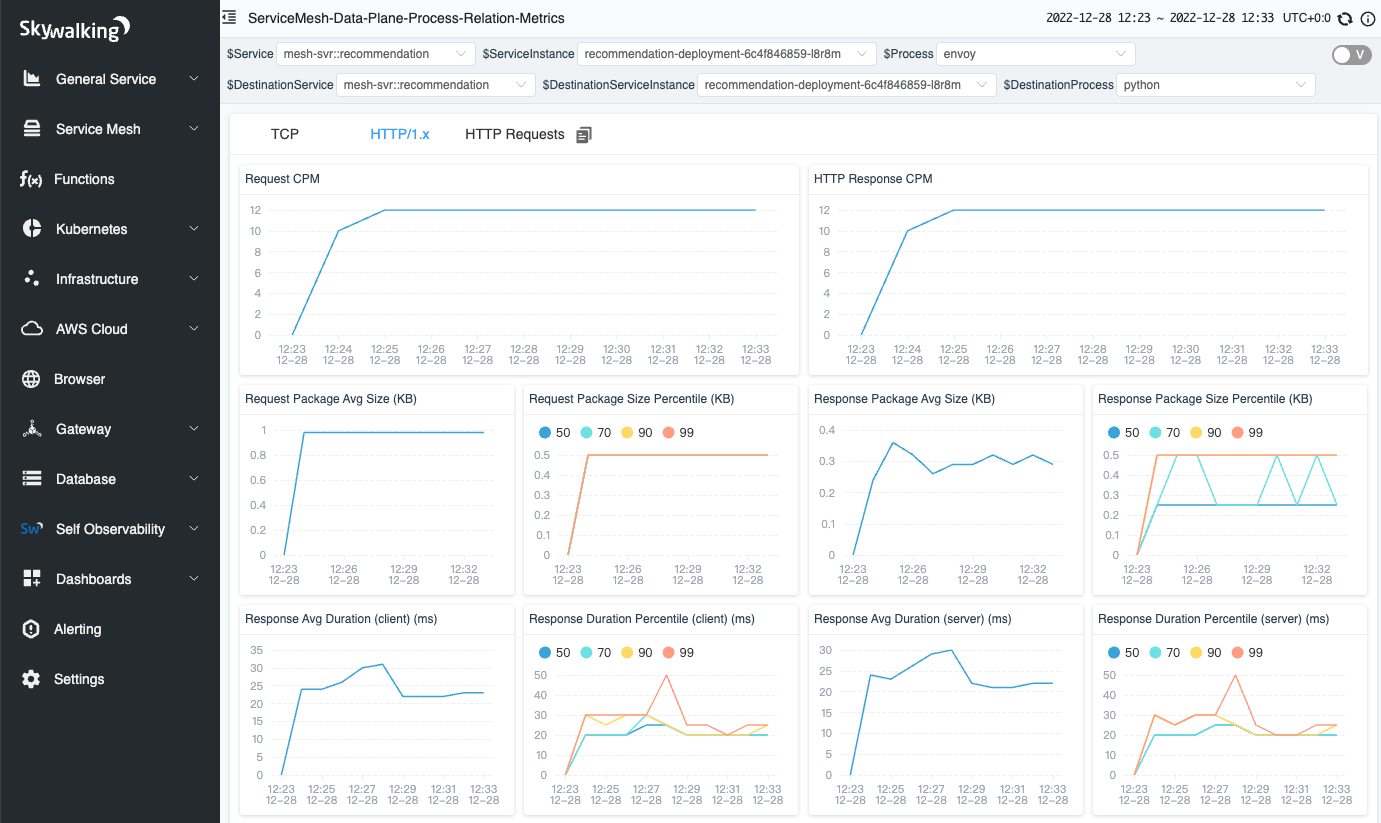 Skywalking
General Service
Service Mesh
f(x) Functions
Kubernetes
Infrastructure
AWS Cloud
Browser
Gateway
Database
Sw Self Observability
Dashboards
Alerting
Settings
ServiceMesh-Data-Plane-Process-Relation-Metrics 2022-12-28 12:23 ~ 2022-12-28 12:33 UTC+0:0
$Service mesh-svr::recommendation $ServiceInstance recommendation-deployment-6c4f846859-l8r8m $Process envoy V
$DestinationService mesh-svr::recommendation $DestinationServiceInstance recommendation-deployment-6c4f846859-l8r8m $DestinationProcess python
TCP HTTP/1.x HTTP Requests
Request CPM
12
10
8
6
4
2
0
12:23 12:24 12:25 12:26 12:27 12:28 12:29 12:30 12:31 12:32 12:33
12-28 12-28 12-28 12-28 12-28 12-28 12-28 12-28 12-28 12-28 12-28
HTTP Response CPM
12
10
8
6
4
2
0
12:23 12:24 12:25 12:26 12:27 12:28 12:29 12:30 12:31 12:32 12:33
12-28 12-28 12-28 12-28 12-28 12-28 12-28 12-28 12-28 12-28 12-28
Request Package Avg Size (KB)
1
0.8
0.6
0.4
0.2
0
12:23 12:26 12:29 12:32
12-28 12-28 12-28 12-28
Request Package Size Percentile (KB)
50 70 90 99
0.5
0.4
0.3
0.2
0.1
0
12:23 12:26 12:29 12:32
12-28 12-28 12-28 12-28
Response Package Avg Size (KB)
0.4
0.3
0.2
0.1
0
12:23 12:26 12:29 12:32
12-28 12-28 12-28 12-28
Response Package Size Percentile (KB)
50 70 90 99
0.5
0.4
0.3
0.2
0.1
0
12:23 12:26 12:29 12:32
12-28 12-28 12-28 12-28
Response Avg Duration (client) (ms)
35
30
25
20
15
10
5
0
12:23 12:25 12:27 12:29 12:31 12:33
12-28 12-28 12-28 12-28 12-28 12-28
Response Duration Percentile (client) (ms)
50 70 90 99
50
40
30
20
10
0
12:23 12:25 12:27 12:29 12:31 12:33
12-28 12-28 12-28 12-28 12-28 12-28
Response Avg Duration (server) (ms)
30
25
20
15
10
5
0
12:23 12:25 12:27 12:29 12:31 12:33
12-28 12-28 12-28 12-28 12-28 12-28
Response Duration Percentile (server) (ms)
50 70 90 99
50
40
30
20
10
0
12:23 12:25 12:27 12:29 12:31 12:33
12-28 12-28 12-28 12-28 12-28 12-28